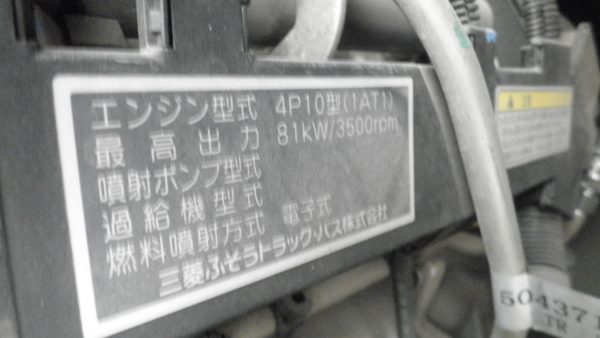 エンジン型式 4P10型(1AT1)
最高出力 81kW/3500rpm
噴射ポンプ型式
過給機型式
燃料噴射方式 電子式
三菱ふそうトラック・バス株式会社
504371
TR